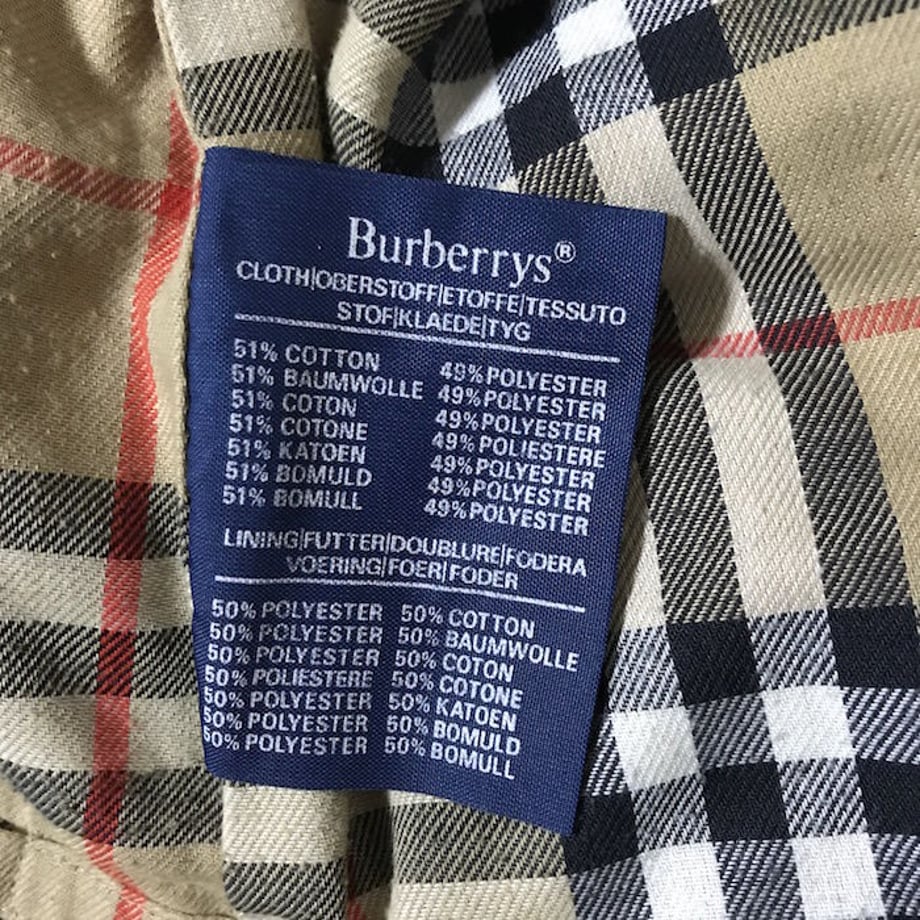 Burberrys®
CLOTH|OBERSTOFF|ETOFFE|TESSUTO
STOF|KLAEDE|TYG
51% COTTON 49% POLYESTER
51% BAUMWOLLE 49% POLYESTER
51% COTON 49% POLYESTER
51% COTONE 49% POLIESTERE
51% KATOEN 49% POLYESTER
51% BOMULD 49% POLYESTER
51% BOMULL 49% POLYESTER
LINING|FUTTER|DOUBLURE|FODERA
VOERING|FOER|FODER
50% POLYESTER 50% COTTON
50% POLYESTER 50% BAUMWOLLE
50% POLYESTER 50% COTON
50% POLIESTERE 50% COTONE
50% POLYESTER 50% KATOEN
50% POLYESTER 50% BOMULD
50% POLYESTER 50% BOMULL